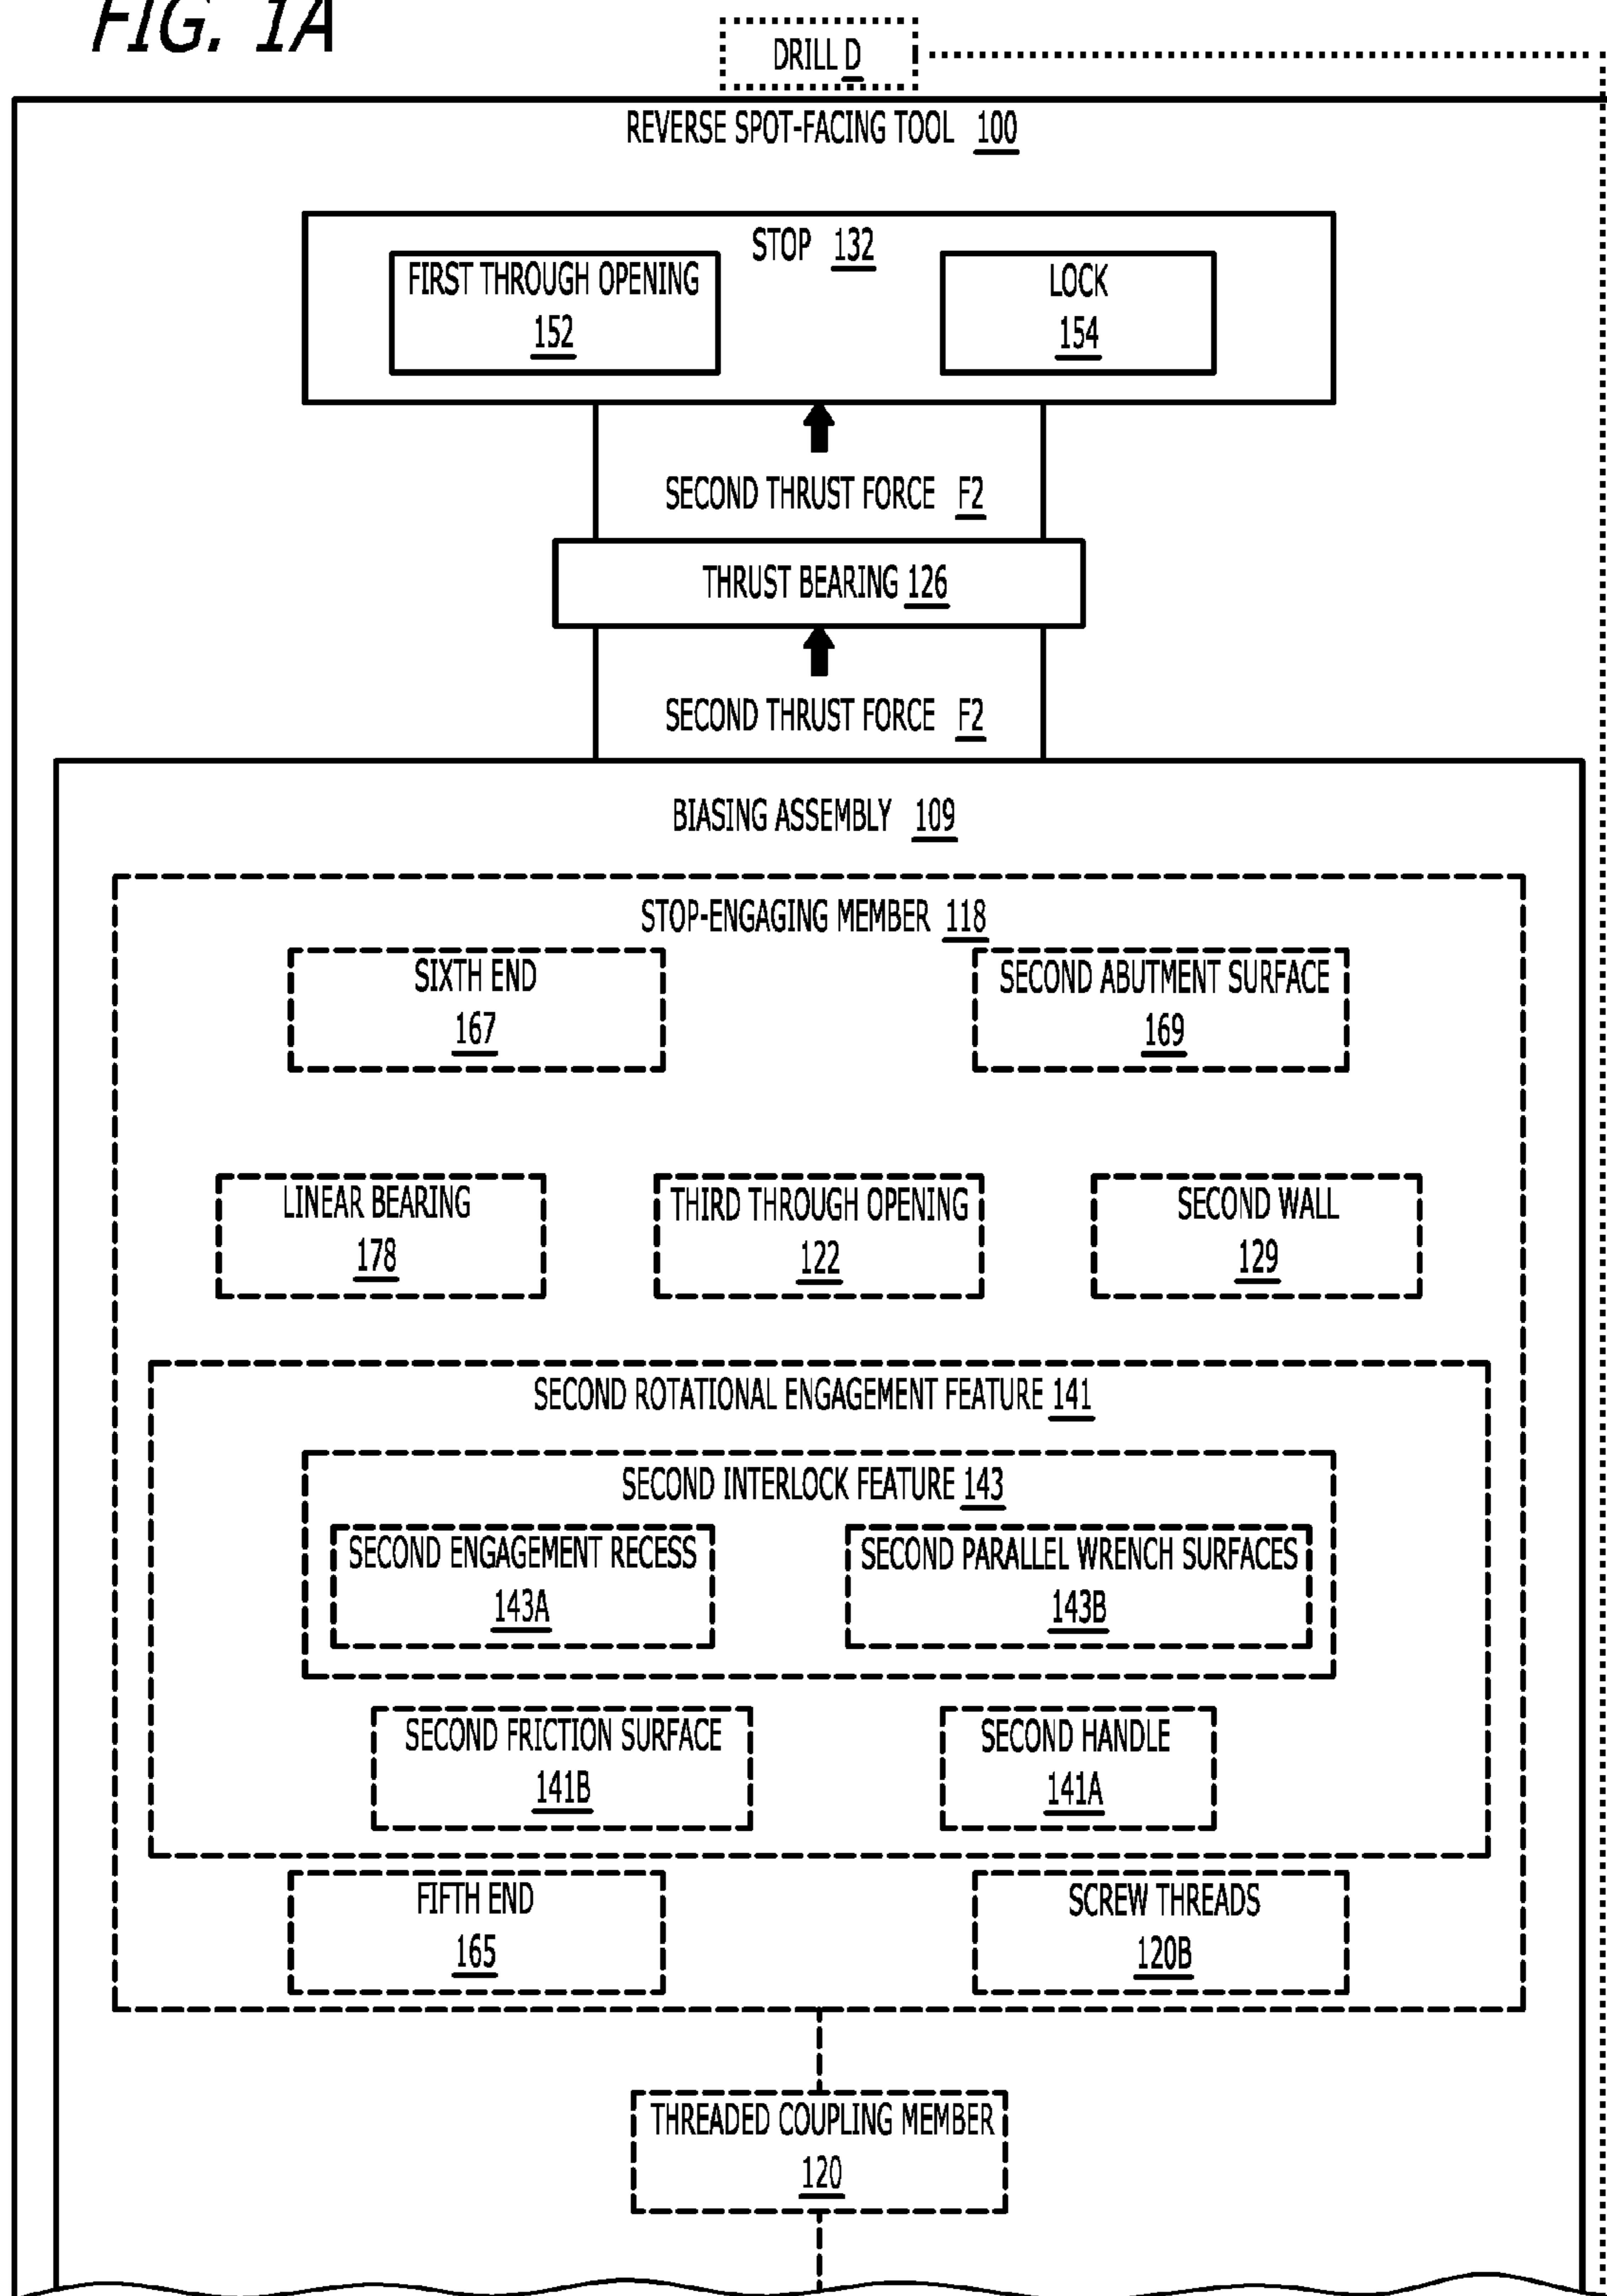 FIG. 1A
DRILL D
REVERSE SPOT-FACING TOOL 100
STOP 132
FIRST THROUGH OPENING
152
LOCK
154
SECOND THRUST FORCE F2
THRUST BEARING 126
SECOND THRUST FORCE F2
BIASING ASSEMBLY 109
STOP-ENGAGING MEMBER 118
SIXTH END
167
SECOND ABUTMENT SURFACE
169
LINEAR BEARING
178
THIRD THROUGH OPENING
122
SECOND WALL
129
SECOND ROTATIONAL ENGAGEMENT FEATURE 141
SECOND INTERLOCK FEATURE 143
SECOND ENGAGEMENT RECESS
143A
SECOND PARALLEL WRENCH SURFACES
143B
SECOND FRICTION SURFACE
141B
SECOND HANDLE
141A
FIFTH END
165
SCREW THREADS
120B
THREADED COUPLING MEMBER
120